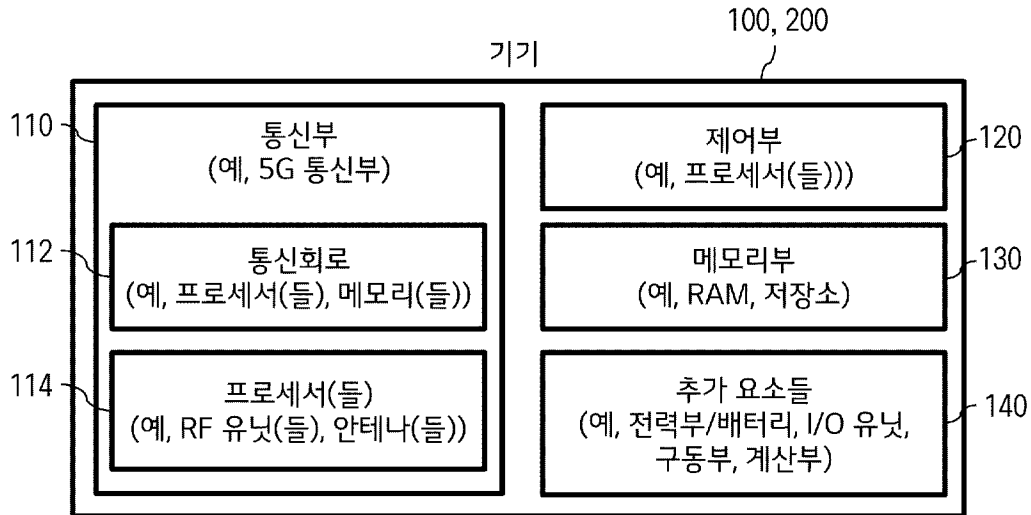 100, 200
기기
110
통신부
(예, 5G 통신부)
112
통신회로
(예, 프로세서(들), 메모리(들))
114
프로세서(들)
(예, RF 유닛(들), 안테나(들))
제어부
(예, 프로세서(들)))
120
메모리부
(예, RAM, 저장소)
130
추가 요소들
(예, 전력부/배터리, I/O 유닛,
구동부, 계산부)
140